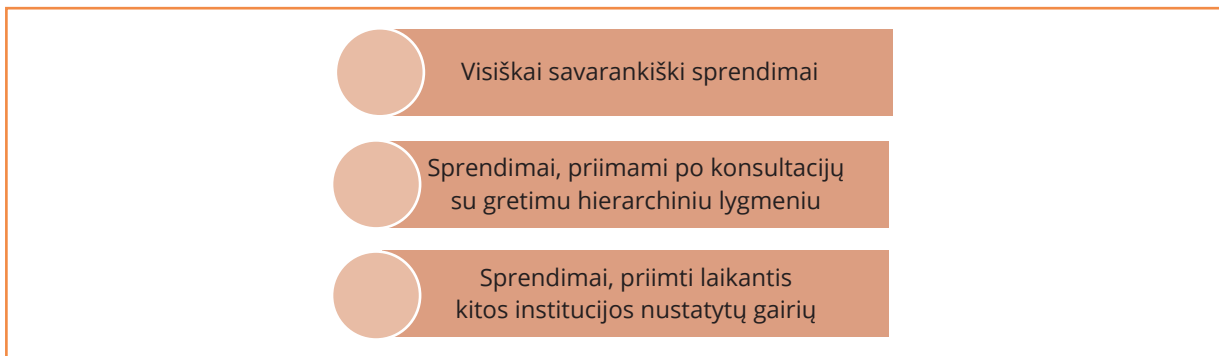 Visiškai savarankiški sprendimai
Sprendimai, priimami po konsultacijų
su gretimu hierarchiniu lygmeniu
Sprendimai, priimti laikantis
kitos institucijos nustatytų gairių